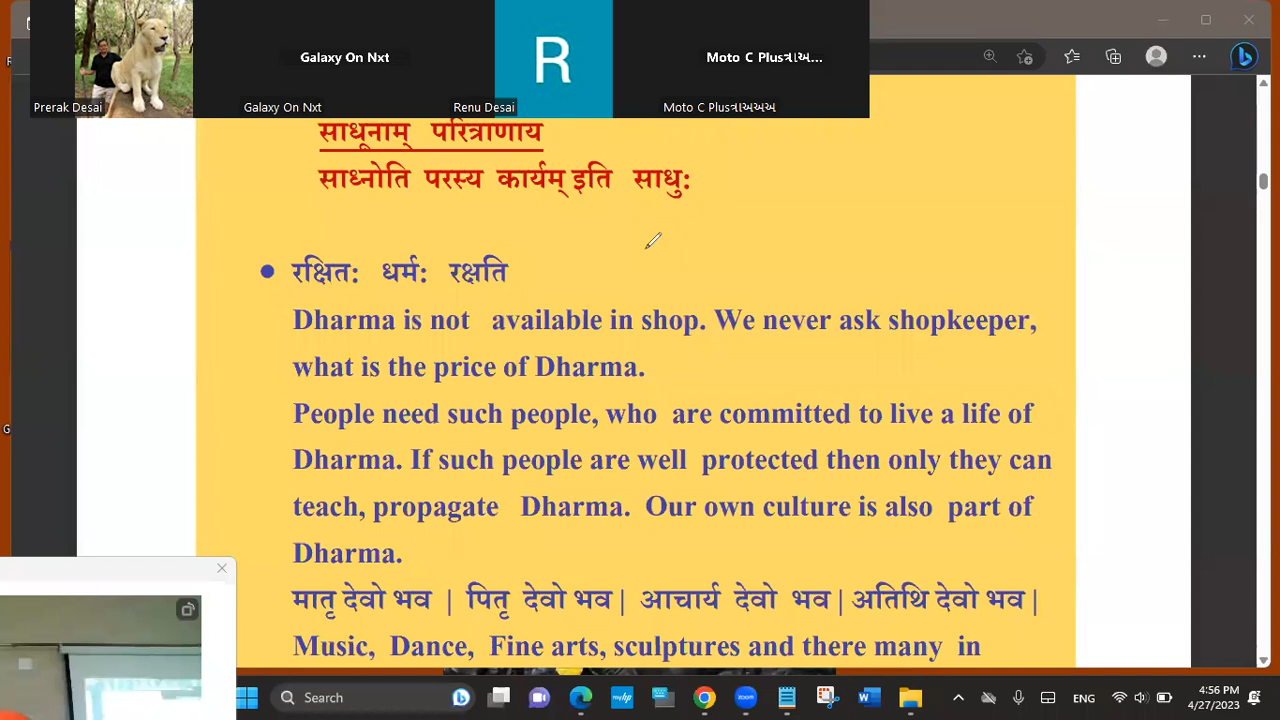 Galaxy On Nxt
R
Moto C Plusત્રાઅ...
Prerak Desai
Galaxy On Nxt
Renu Desai
Moto C Plusત્રાઅઅઅ
साधूनाम् परित्राणाय
साध्नोति परस्य कार्यम् इति साधुः
• रक्षितः धर्मः रक्षति
Dharma is not available in shop. We never ask shopkeeper,
what is the price of Dharma.
People need such people, who are committed to live a life of
Dharma. If such people are well protected then only they can
teach, propagate Dharma. Our own culture is also part of
Dharma.
मातृ देवो भव | पितृ देवो भव | आचार्य देवो भव | अतिथि देवो भव |
Music, Dance, Fine arts, sculptures and there many in
Search
ENG
4:56 PM
4/27/2023